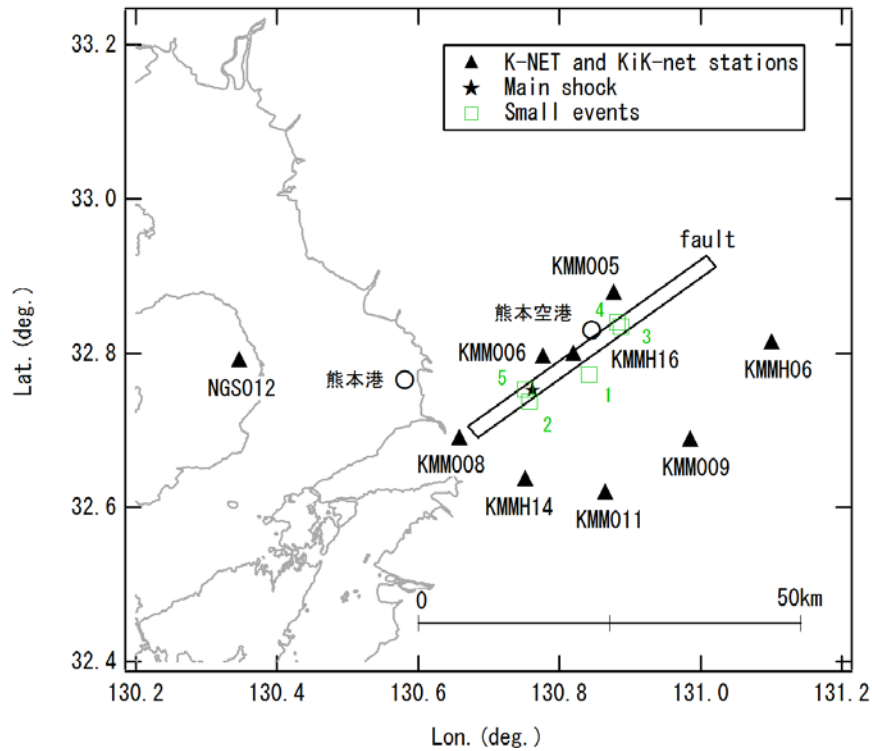 33.2
K-NET and KiK-net stations
Main shock
Small events
33.0
fault
KMM005
熊本空港
4
3
KMM006
KMMH16
32.8
KMMH06
NGS012
熊本港
5
1
2
KMM008
KMM009
KMMH14
KMM011
32.6
0
50km
32.4
130.2 130.4 130.6 130.8 131.0 131.2
Lat.(deg.)
Lon.(deg.)